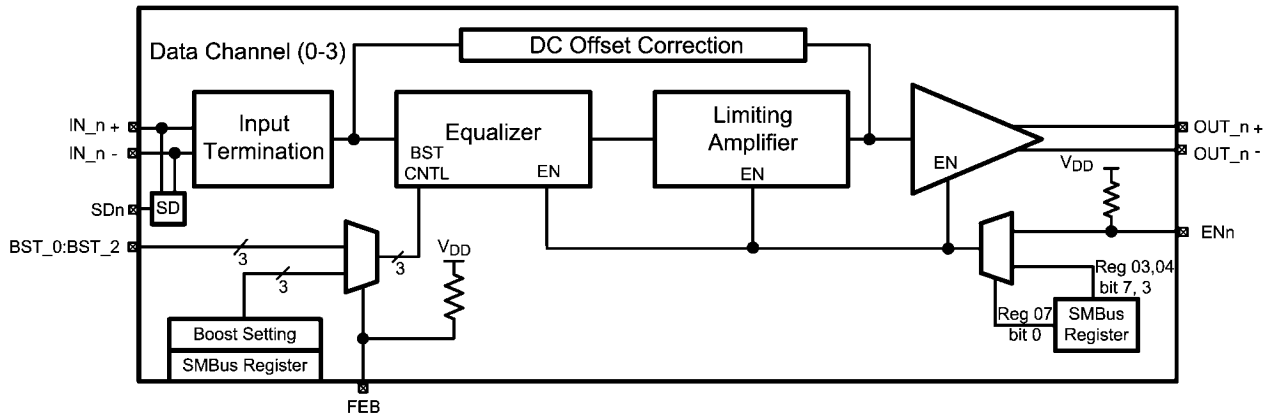 Data Channel (0-3)
DC Offset Correction
IN_n +
IN_n -
Input
Termination
Equalizer
BST
CNTL
EN
Limiting
Amplifier
EN
EN
OUT_n +
OUT_n -
SD
SDn
VDD
ENn
BST_0:BST_2
3
3
3
VDD
Reg 03,04
bit 7, 3
Reg 07
bit 0
SMBus
Register
Boost Setting
SMBus Register
FEB